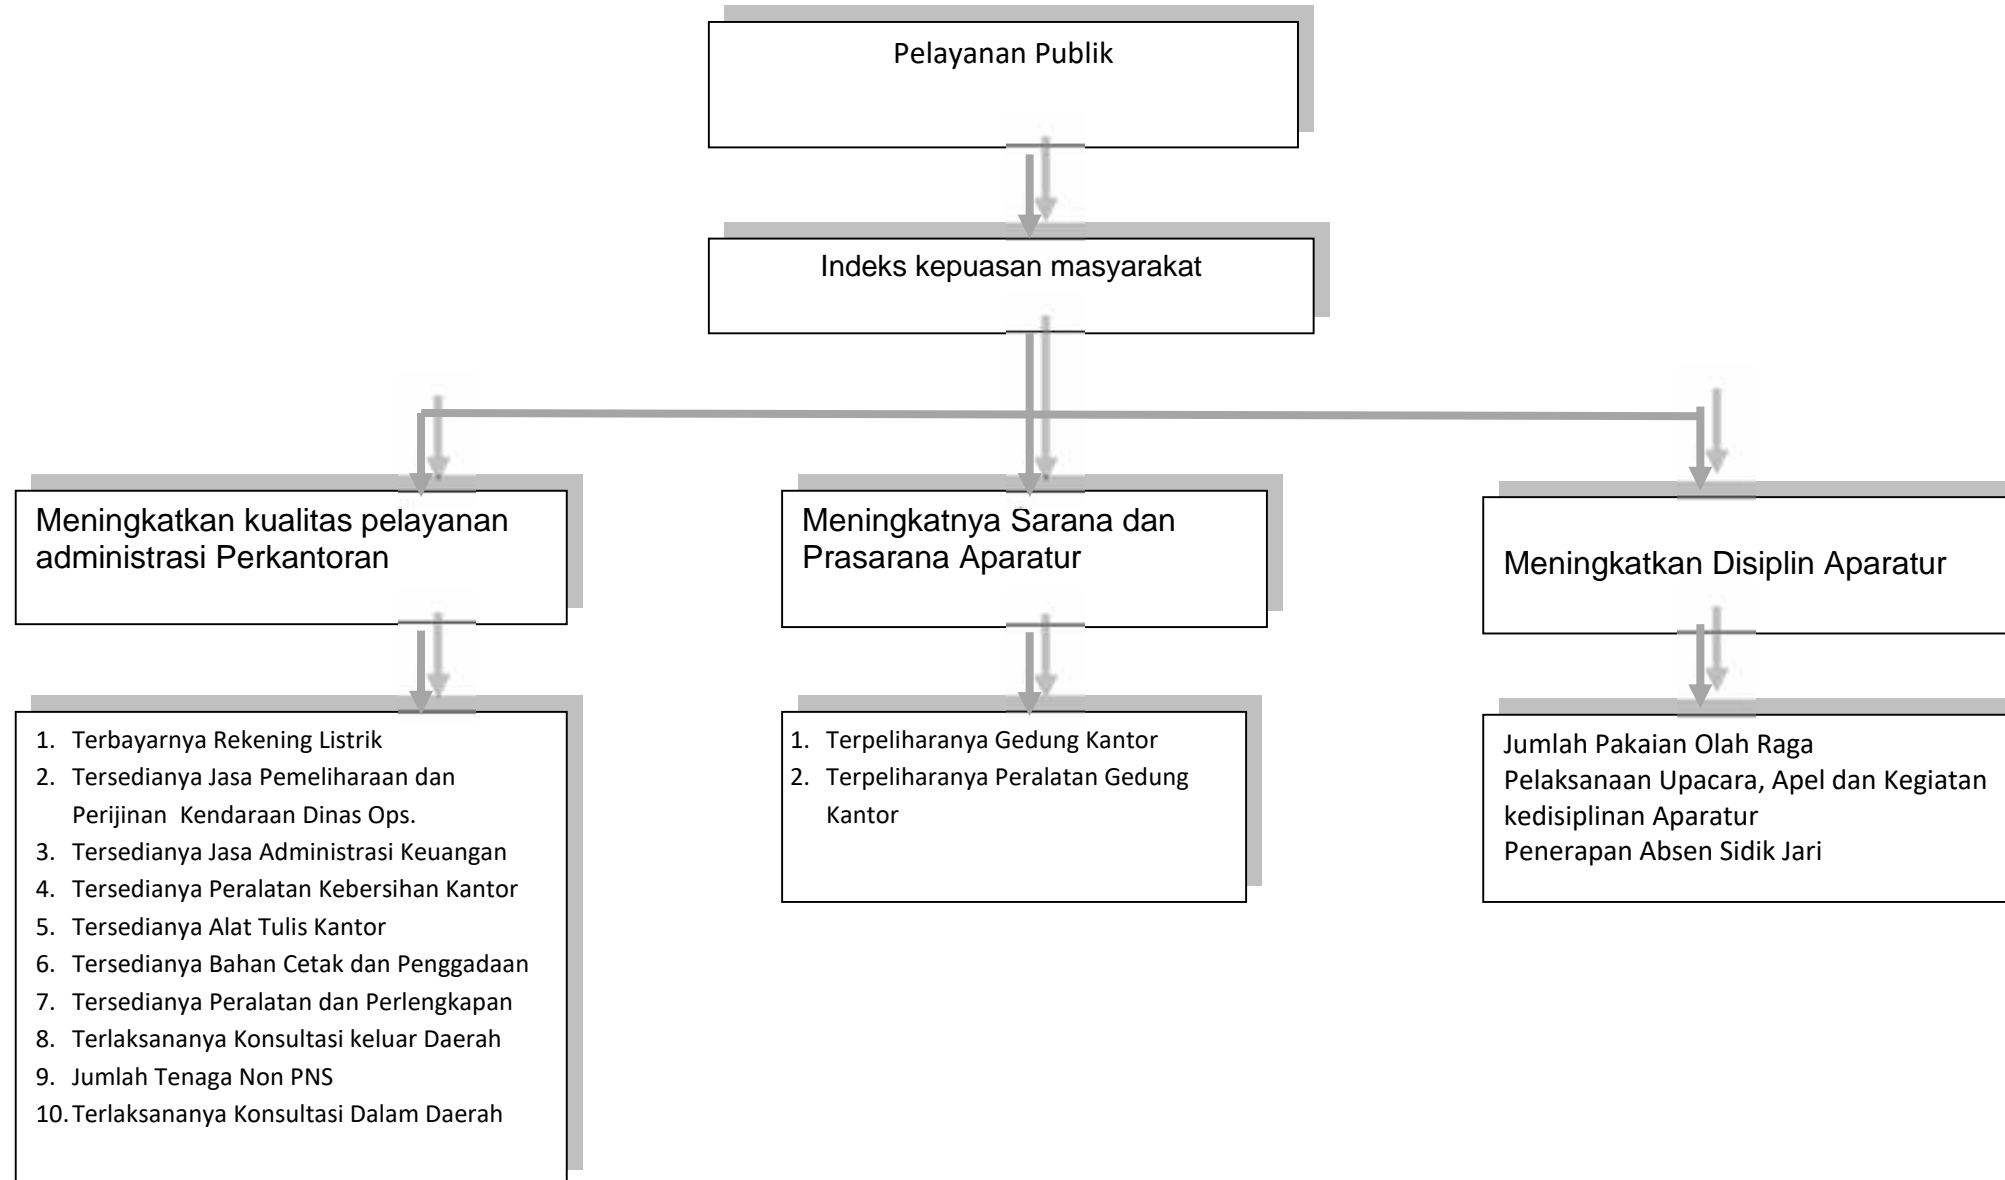 Pelayanan Publik
Indeks kepuasan masyarakat
Meningkatkan kualitas pelayanan
administrasi Perkantoran
Meningkatnya Sarana dan
Prasarana Aparatur
Meningkatkan Disiplin Aparatur
1. Terbayarnya Rekening Listrik
2. Tersedianya Jasa Pemeliharaan dan
Perijinan  Kendaraan Dinas Ops.
3. Tersedianya Jasa Administrasi Keuangan
4. Tersedianya Peralatan Kebersihan Kantor
5. Tersedianya Alat Tulis Kantor
6. Tersedianya Bahan Cetak dan Penggadaan
7. Tersedianya Peralatan dan Perlengkapan
8. Terlaksananya Konsultasi keluar Daerah
9. Jumlah Tenaga Non PNS
10. Terlaksananya Konsultasi Dalam Daerah
1. Terpeliharanya Gedung Kantor
2. Terpeliharanya Peralatan Gedung
Kantor
Jumlah Pakaian Olah Raga
Pelaksanaan Upacara, Apel dan Kegiatan
kedisiplinan Aparatur
Penerapan Absen Sidik Jari